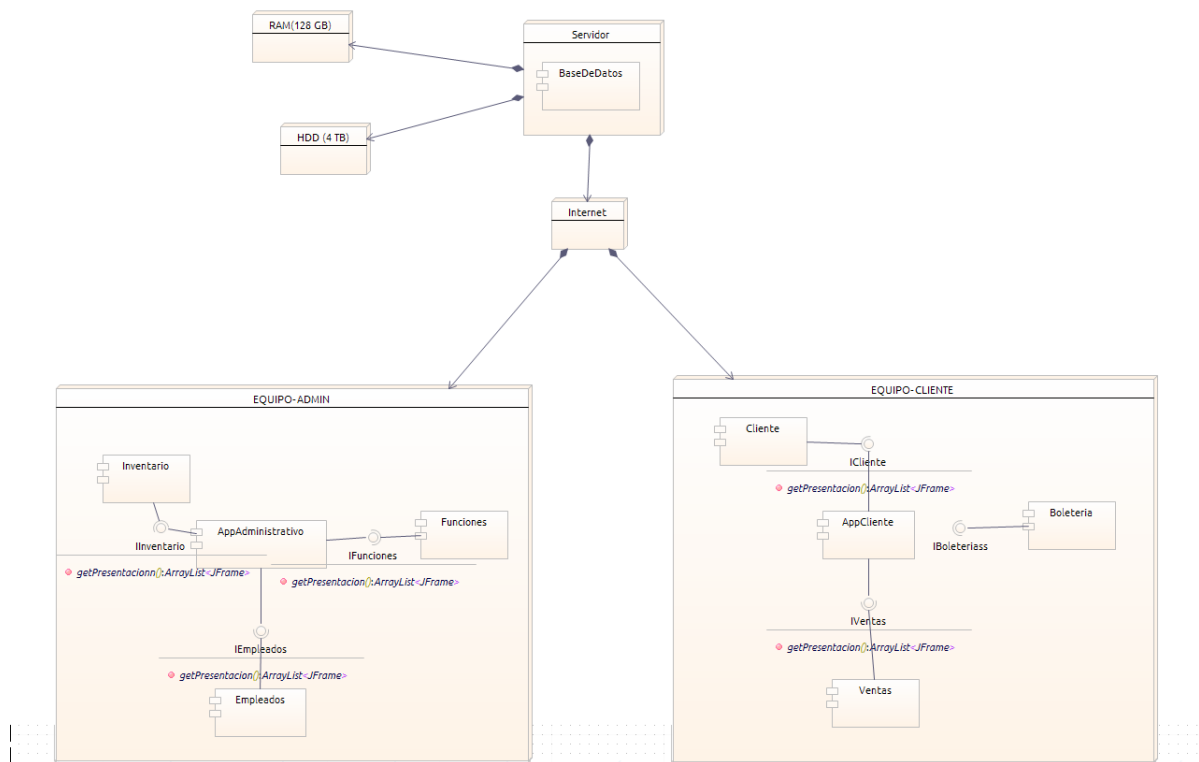 RAM(128 GB)
Servidor
BaseDeDatos
HDD (4 TB)
Internet
EQUIPO-ADMIN
Inventario
AppAdministrativo
Funciones
IInventario
IFunciones
getPresentacionn():ArrayList<JFrame>
getPresentacion():ArrayList<JFrame>
IEmpleados
getPresentacion():ArrayList<JFrame>
Empleados
EQUIPO-CLIENTE
Cliente
ICliente
getPresentacion():ArrayList<JFrame>
AppCliente
Boleteria
IBoleteriass
IVentas
getPresentacion():ArrayList<JFrame>
Ventas